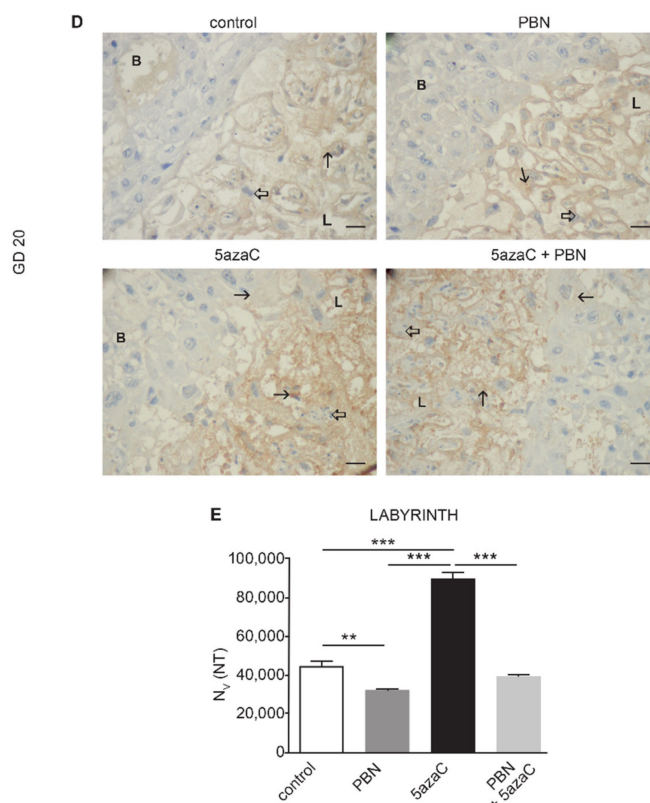 D
control
PBN
B
L
B
L
GD 20
5azaC
5azaC + PBN
B
L
L
E
LABYRINTH
***
***
***
**
100,000
80,000
60,000
40,000
20,000
0
NV (NT)
control
PBN
5azaC
PBN
+ 5azaC